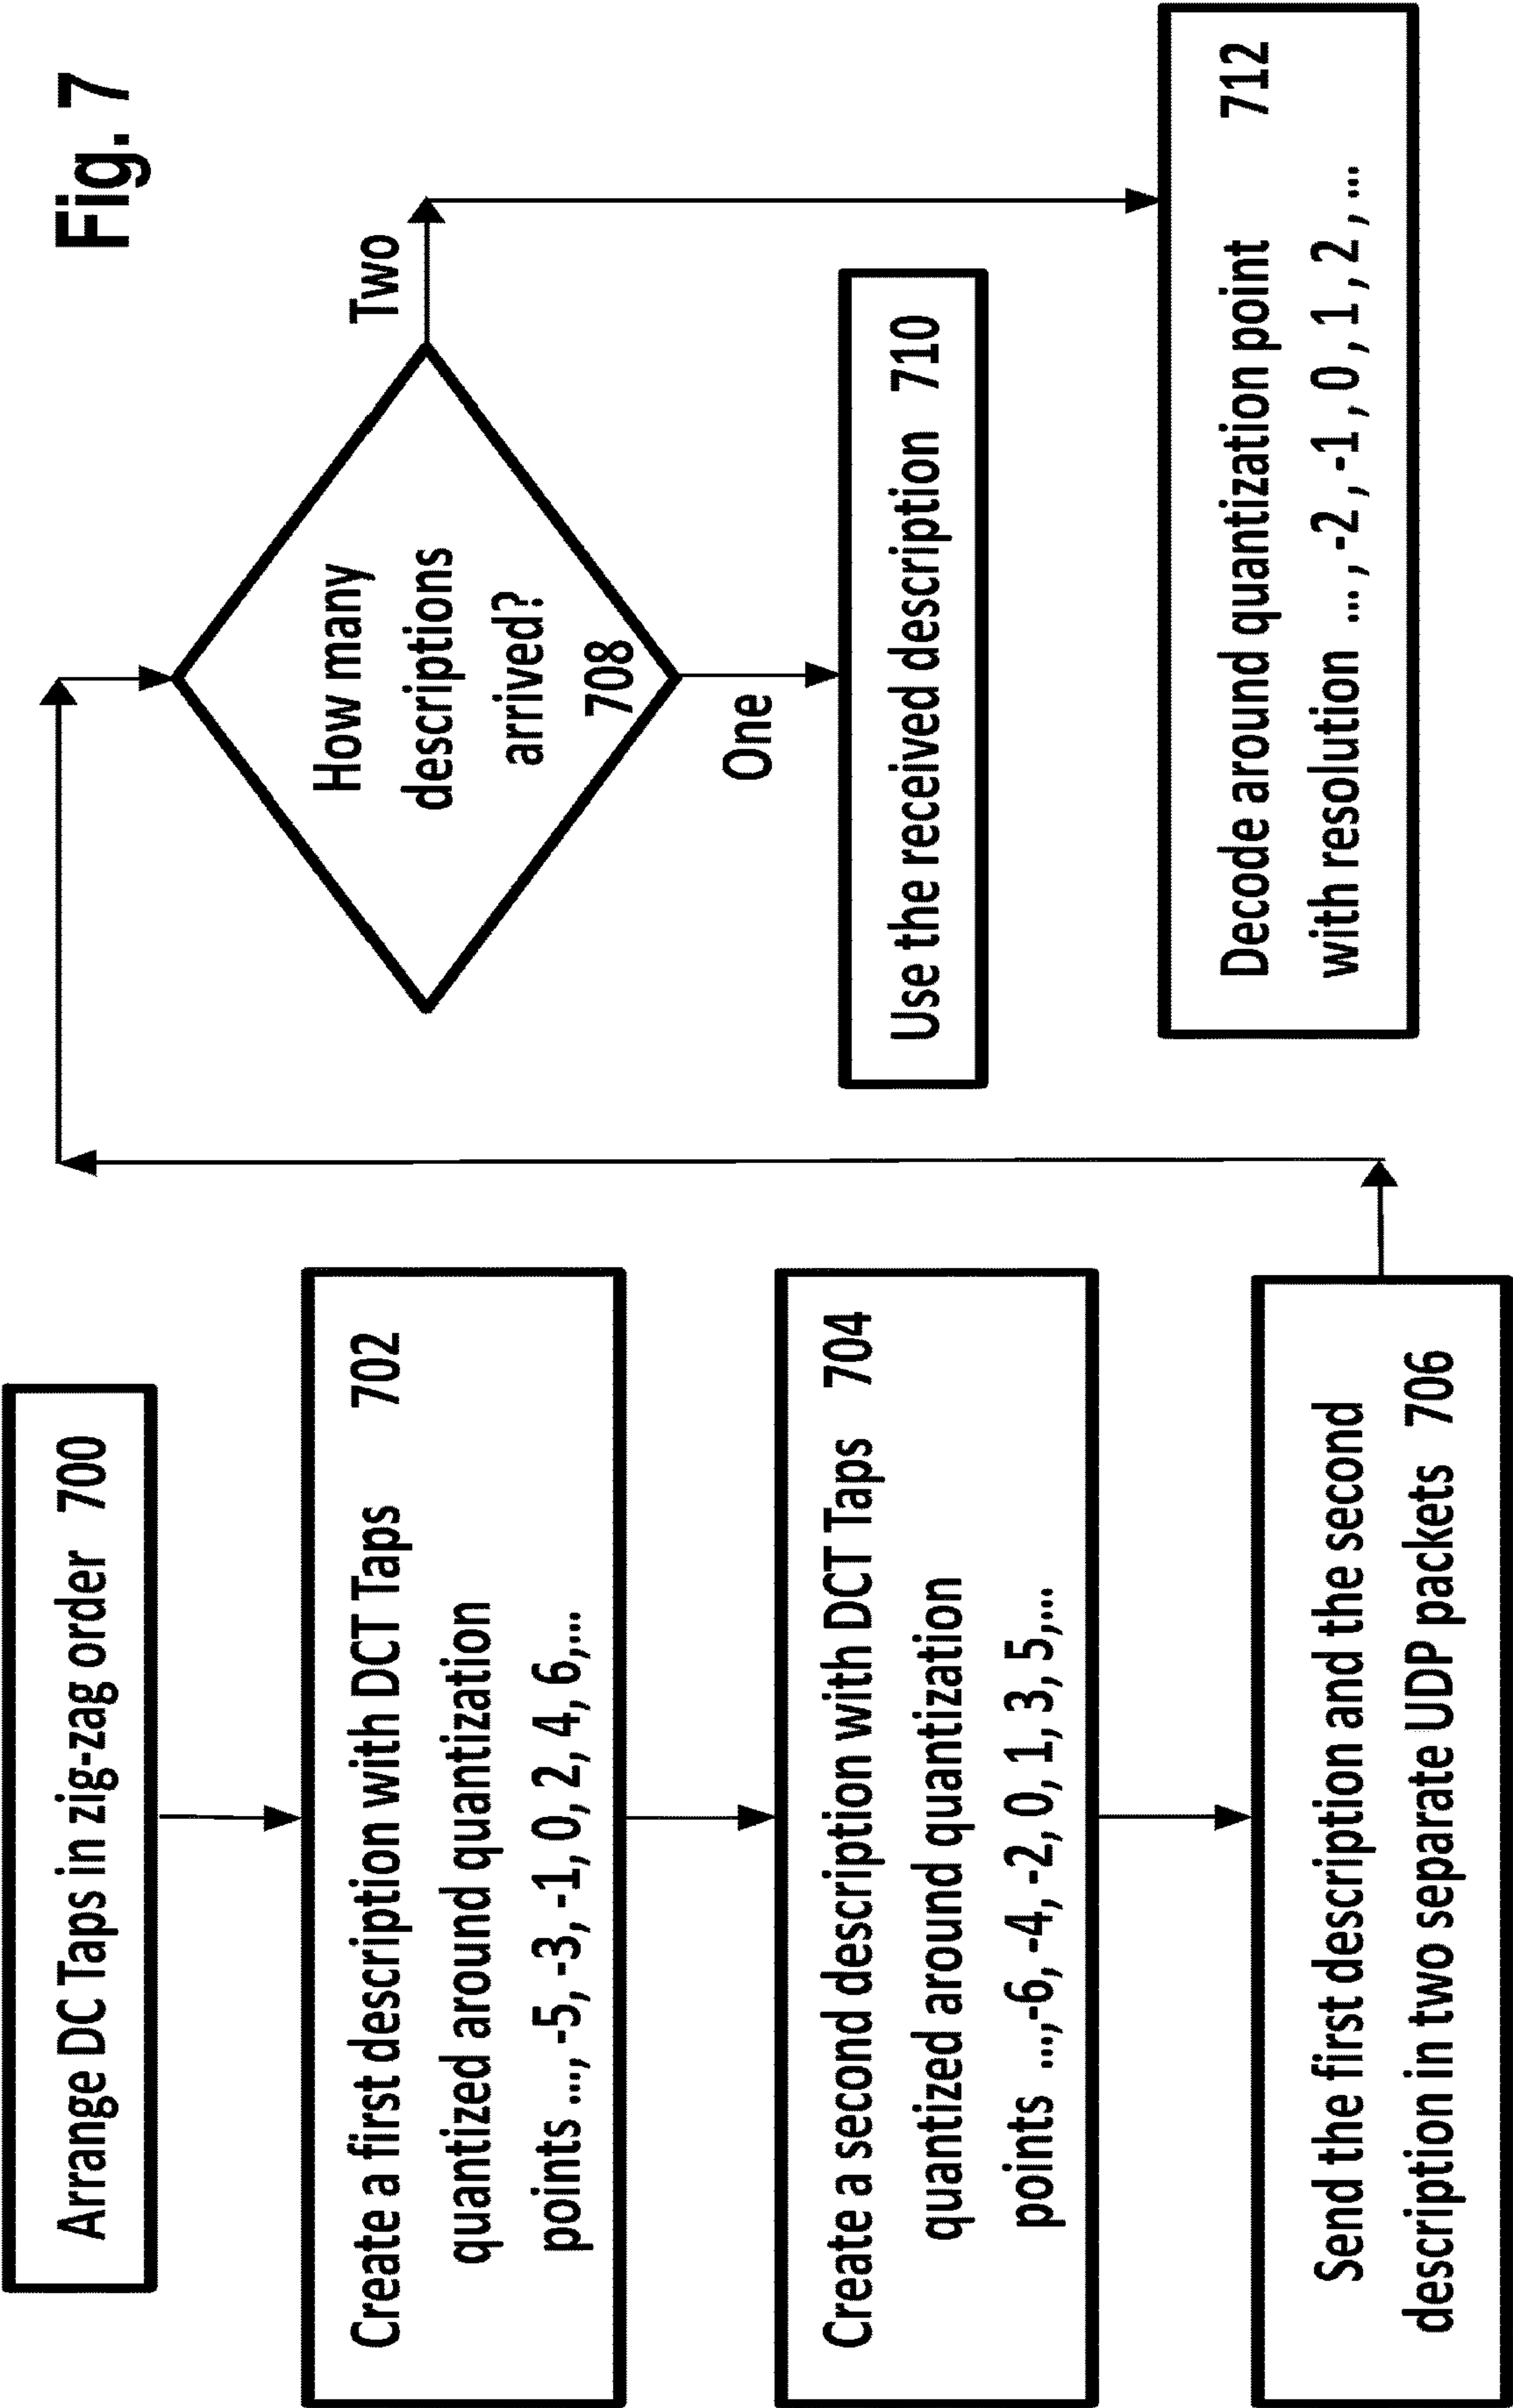 Fig. 7
Arrange DC Taps in zig-zag order 700
Create a first description with DCT Taps 702
quantized around quantization
points ...,-5, -3, -1, 0, 2, 4, 6,...
Create a second description with DCT Taps 704
quantized around quantization
points ...,-6, -4, -2, 0, 1, 3, 5,...
Send the first description and the second
description in two separate UDP packets 706
How many
descriptions
arrived?
708
Two
One
Use the received description 710
Decode around quantization point 712
with resolution ... , -2 , -1 , 0 , 1 , 2 , ...